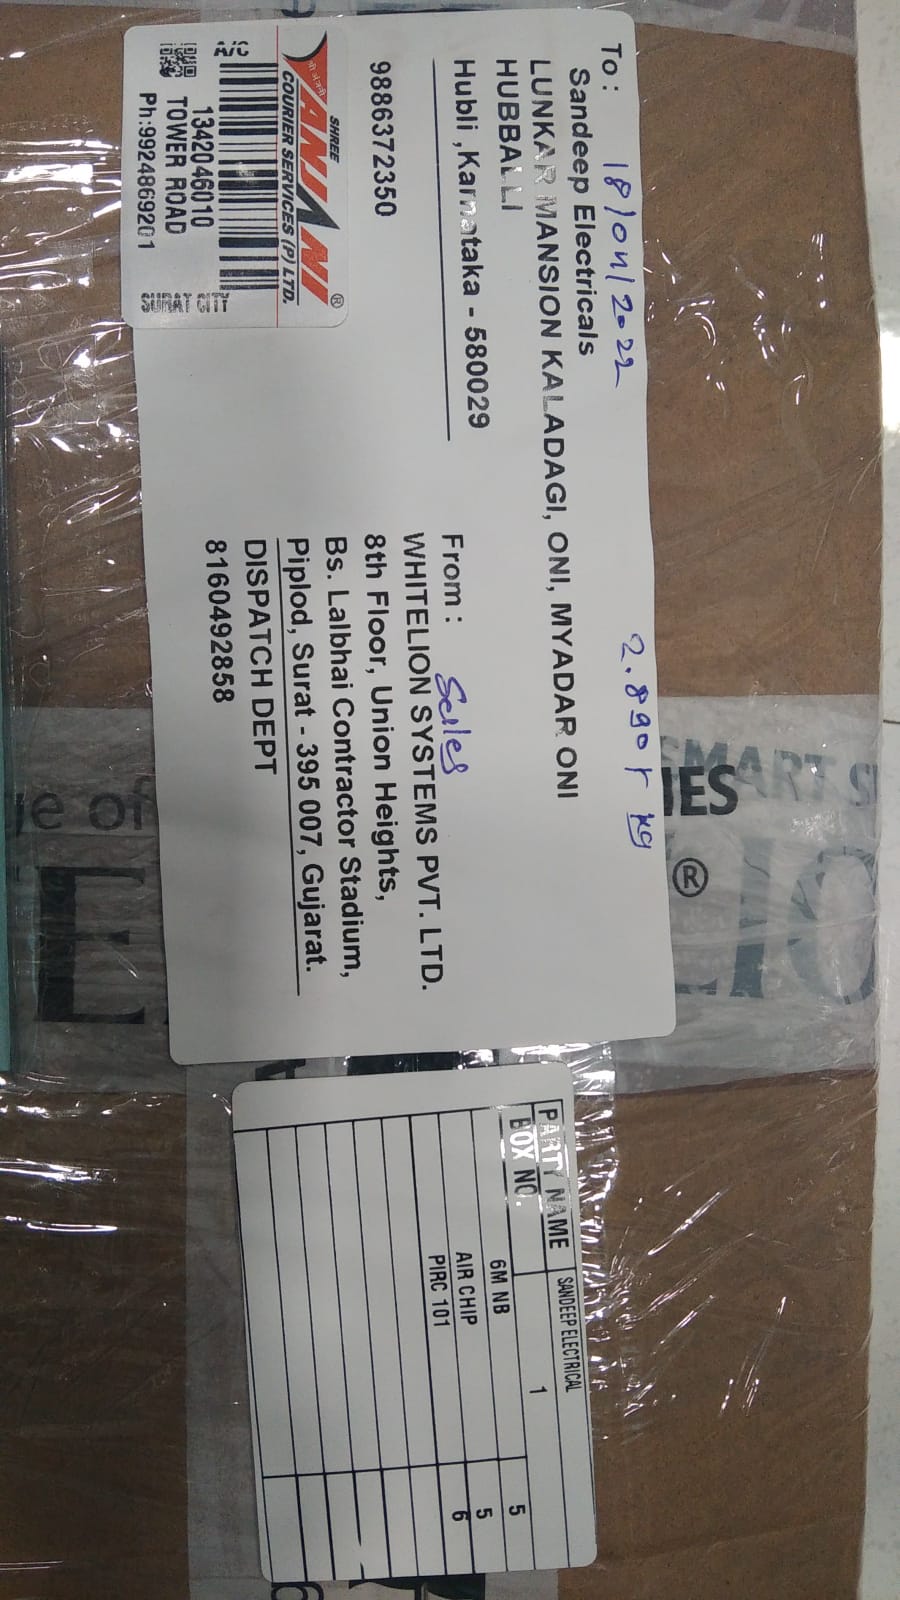 To: 18/04/2022 2.890 kg
Sandeep Electricals
LUNKAR MANSION KALADAGI, ONI, MYADAR ONI
HUBBALLI
Hubli ,Karnataka - 580029
9886372350
SHREE
ANJANI ®
COURIER SERVICES (P) LTD.
A/C
1342046010
TOWER ROAD
Ph:9924869201
SURAT CITY
From : Sales
WHITELION SYSTEMS PVT. LTD.
8th Floor, Union Heights,
Bs. Lalbhai Contractor Stadium,
Piplod, Surat - 395 007, Gujarat.
DISPATCH DEPT
8160492858
PARTY NAME SANDEEP ELECTRICAL
BOX NO. 1
6M NB 5
AIR CHIP 5
PIRC 101 6
SMART
®